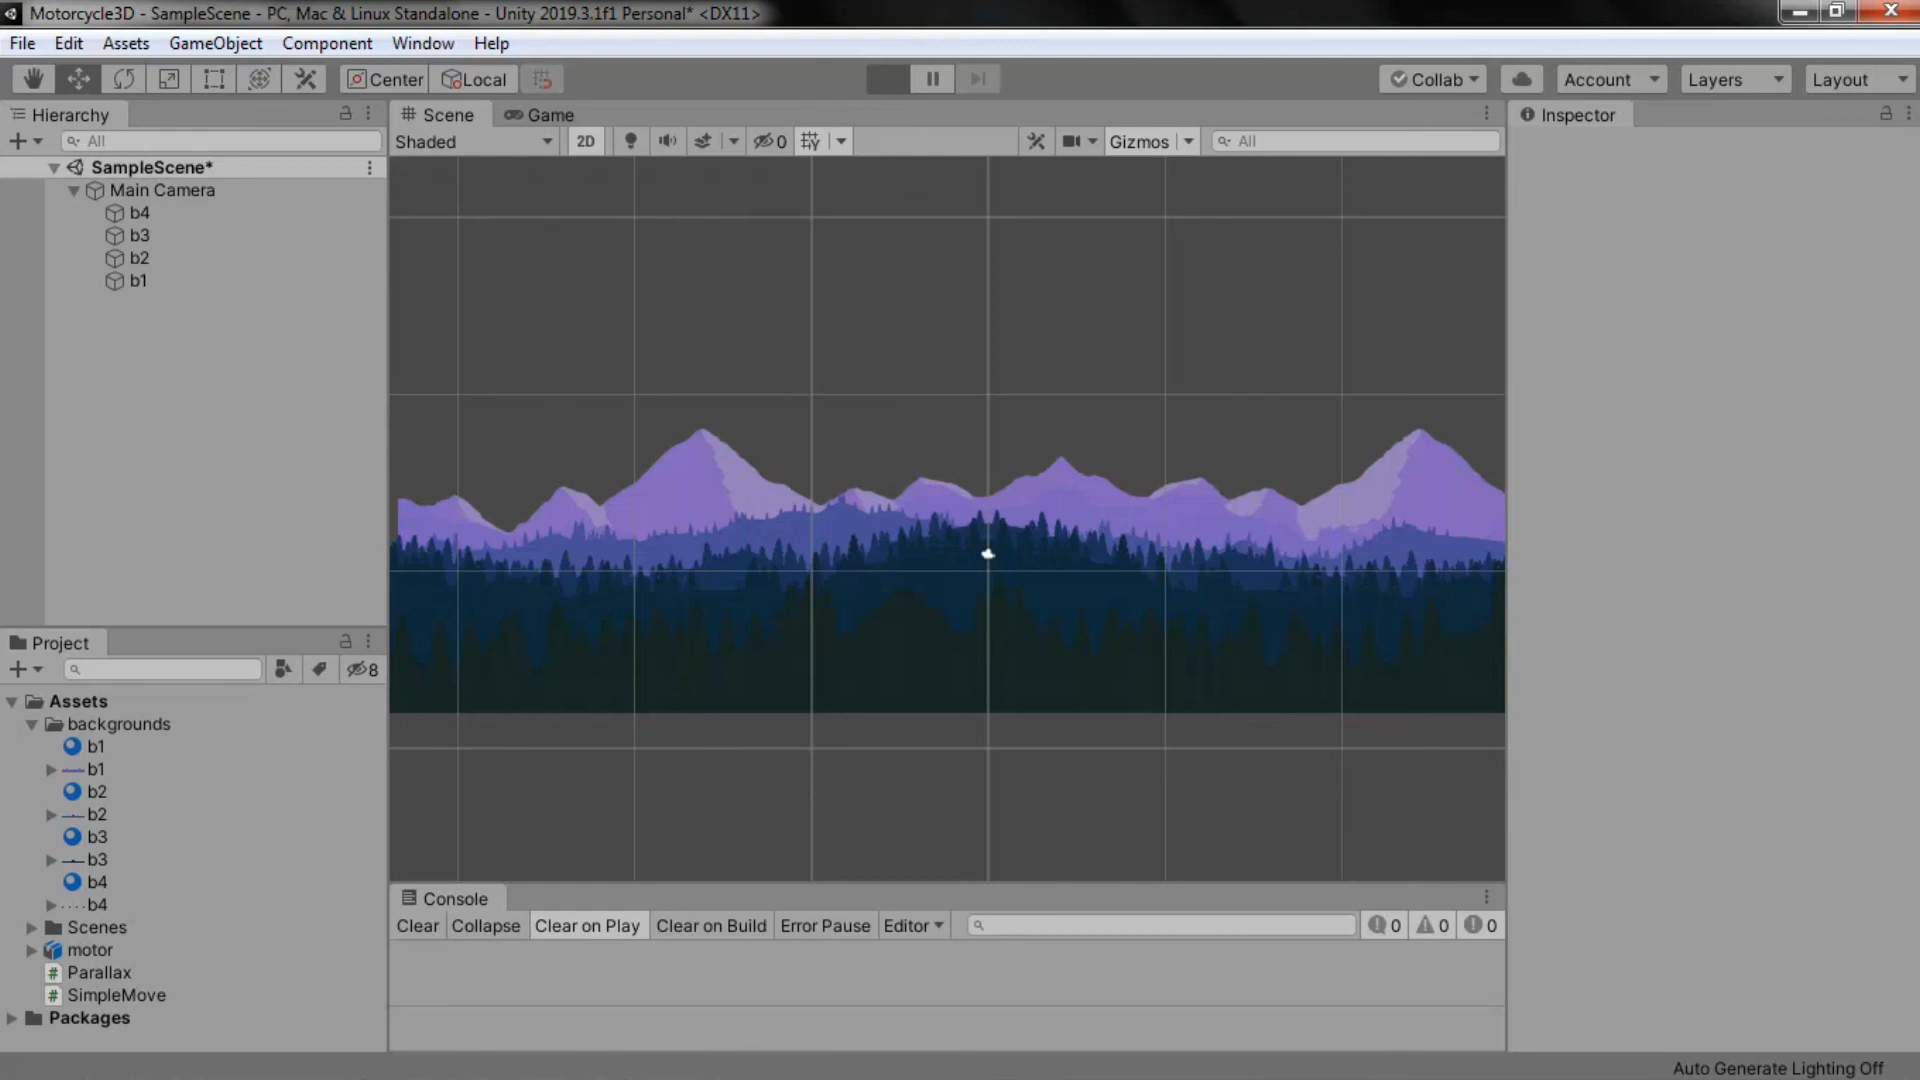 Motorcycle3D - SampleScene - PC, Mac & Linux Standalone - Unity 2019.3.1f1 Personal* <DX11>
File Edit Assets GameObject Component Window Help
Center Local Collab Account Layers Layout
Hierarchy
All
SampleScene*
Main Camera
b4
b3
b2
b1
Scene Game
Shaded 2D 0 Gizmos All
Inspector
Project
8
Assets
backgrounds
b1
b1
b2
b2
b3
b3
b4
b4
Scenes
motor
Parallax
SimpleMove
Packages
Console
Clear Collapse Clear on Play Clear on Build Error Pause Editor 0 0 0
Auto Generate Lighting Off